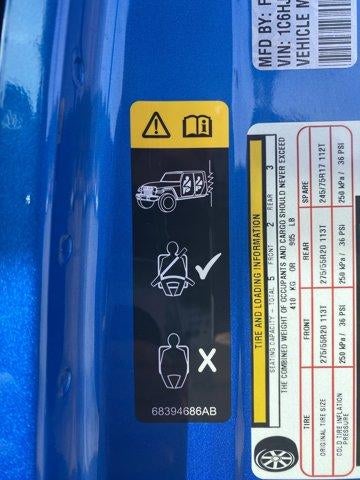 MFD BY: F
VIN: 1C6HJ
VEHICLE M
68394686AB
TIRE AND LOADING INFORMATION
SEATING CAPACITY - TOTAL 5 FRONT 2 REAR 3
THE COMBINED WEIGHT OF OCCUPANTS AND CARGO SHOULD NEVER EXCEED
410 KG OR 905 LB
TIRE FRONT REAR SPARE
ORIGINAL TIRE SIZE 275/55R20 113T 275/55R20 113T 245/75R17 112T
COLD TIRE INFLATION
PRESSURE 250 kPa / 36 PSI 250 kPa / 36 PSI 250 kPa / 36 PSI